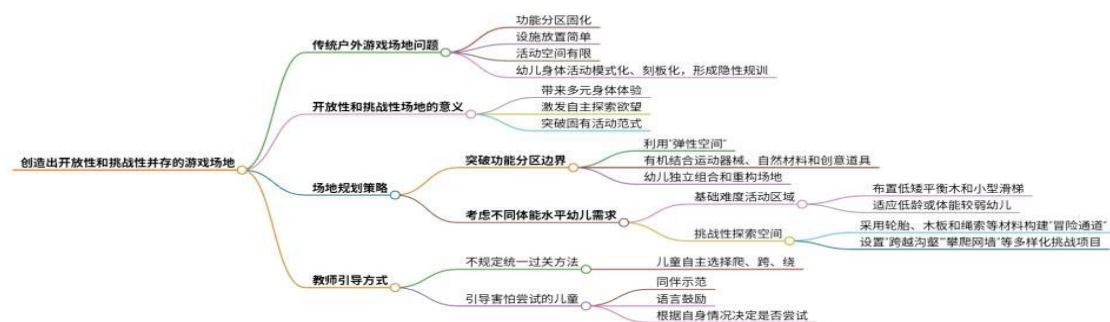 创造出开放性和挑战性并存的游戏场地
传统户外游戏场地问题
功能分区固化
设施放置简单
活动空间有限
幼儿身体活动模式化、刻板化，形成隐性规训
开放性和挑战性场地的意义
带来多元身体体验
激发自主探索欲望
突破固有活动范式
场地规划策略
突破功能分区边界
利用"弹性空间"
有机结合运动器械、自然材料和创意道具
幼儿独立组合和重构场地
考虑不同体能水平幼儿需求
基础难度活动区域
布置低矮平衡木和小型滑梯
适应低龄或体能较弱幼儿
挑战性探索空间
采用轮胎、木板和绳索等材料构建"冒险通道"
设置"跨越沟壑""攀爬网墙"等多样化挑战项目
教师引导方式
不规定统一过关方法
儿童自主选择爬、跨、绕
引导害怕尝试的儿童
同伴示范
语言鼓励
根据自身情况决定是否尝试